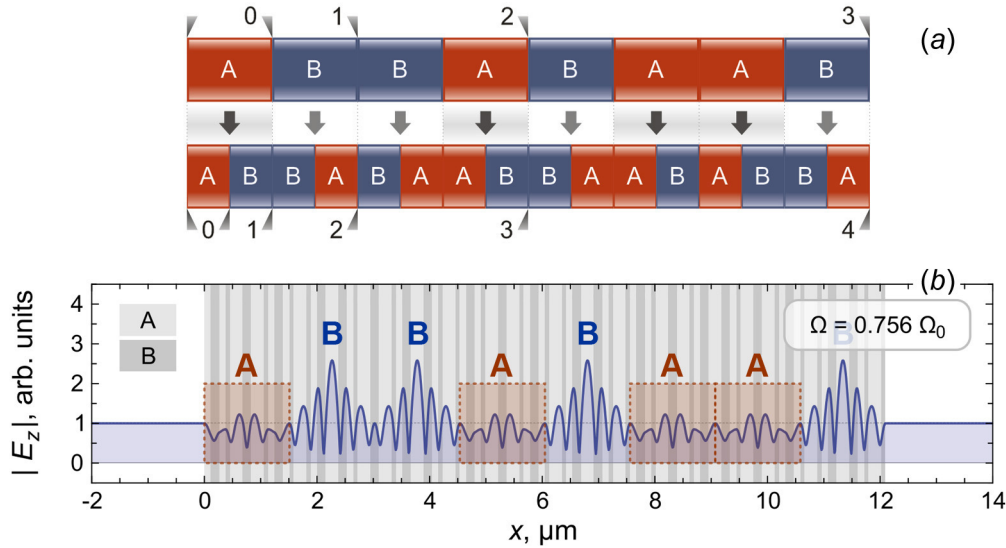 0 1 2 3
(a)
A B B A B A A B
A B B A B A A B B A A B A B B A
0 1 2 3 4
(b)
| E_z |, arb. units
4
3
2
1
0
A
B
Ω = 0.756 Ω₀
A B B A B A A B
-2 0 2 4 6 8 10 12 14
x, µm